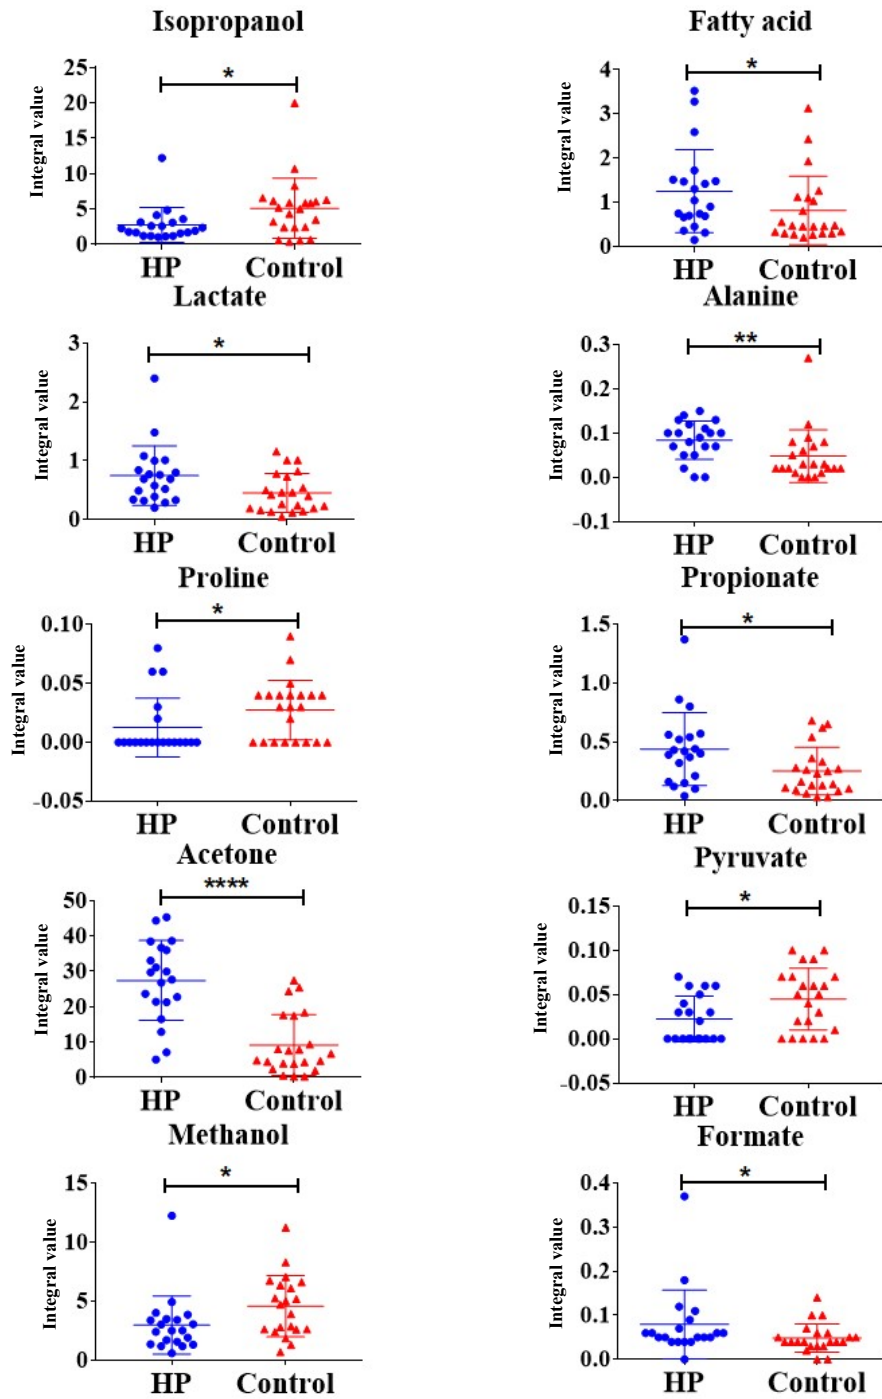 Isopropanol
Integral value
25
20
15
10
5
0
*
HP Control
Fatty acid
Integral value
4
3
2
1
0
*
HP Control
Lactate
Integral value
3
2
1
0
*
HP Control
Alanine
Integral value
0.3
0.2
0.1
0.0
-0.1
**
HP Control
Proline
Integral value
0.10
0.05
0.00
-0.05
*
HP Control
Propionate
Integral value
1.5
1.0
0.5
0.0
*
HP Control
Acetone
Integral value
50
40
30
20
10
0
****
HP Control
Pyruvate
Integral value
0.15
0.10
0.05
0.00
-0.05
*
HP Control
Methanol
Integral value
15
10
5
0
*
HP Control
Formate
Integral value
0.4
0.3
0.2
0.1
0.0
*
HP Control